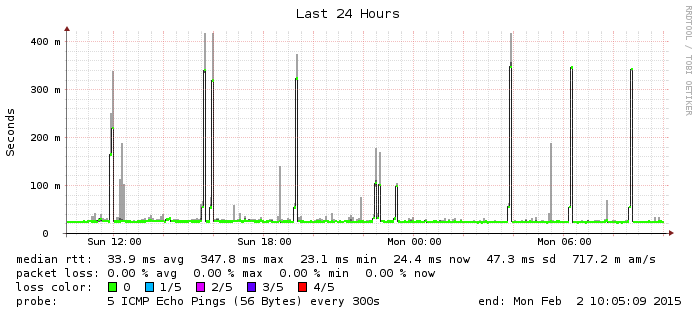 Last 24 Hours
RRDTOOL / TOBI OETIKER
Seconds
400 m
300 m
200 m
100 m
0
Sun 12:00 Sun 18:00 Mon 00:00 Mon 06:00
median rtt: 33.9 ms avg 347.8 ms max 23.1 ms min 24.4 ms now 47.3 ms sd 717.2 m am/s
packet loss: 0.00 % avg 0.00 % max 0.00 % min 0.00 % now
loss color: 0 1/5 2/5 3/5 4/5
probe: 5 ICMP Echo Pings (56 Bytes) every 300s end: Mon Feb 2 10:05:09 2015